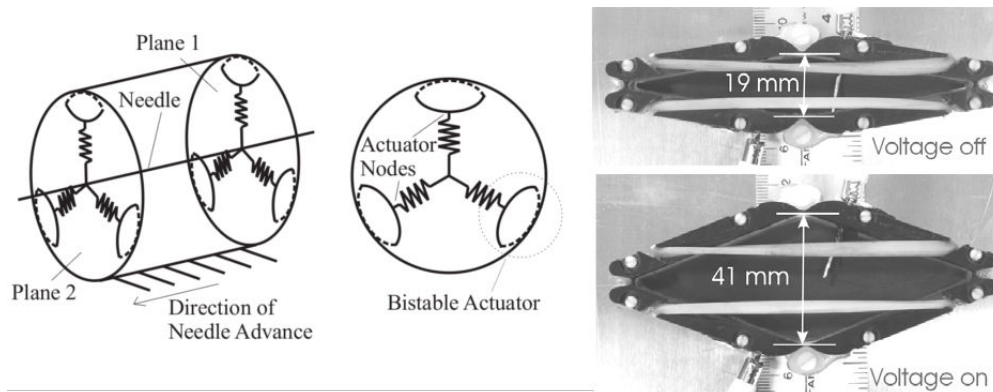 Plane 1
Needle
Plane 2
Direction of
Needle Advance
Actuator
Nodes
Bistable Actuator
19 mm
Voltage off
41 mm
Voltage on